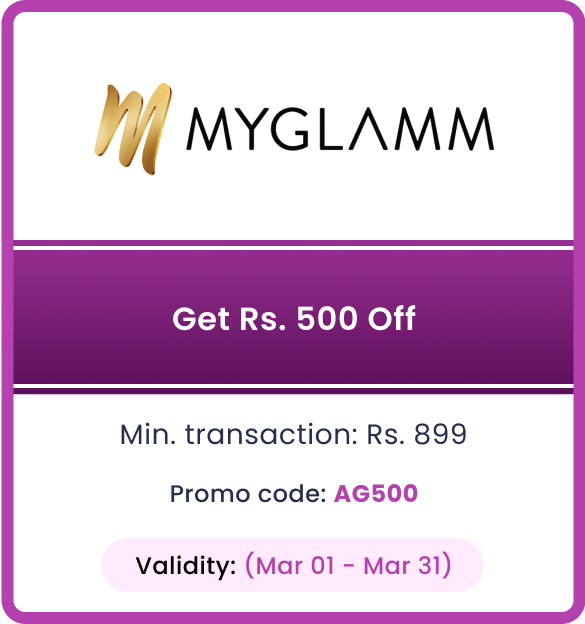 M MYGLAMM
Get Rs. 500 Off
Min. transaction: Rs. 899
Promo code: AG500
Validity: (Mar 01 - Mar 31)